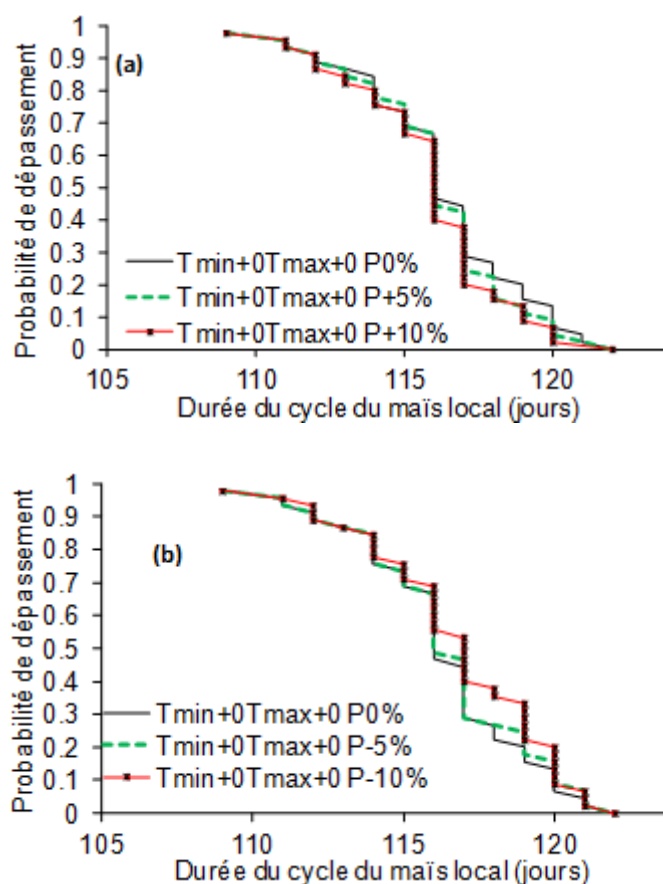 Probabilité de dépassement
1
0.9
0.8
0.7
0.6
0.5
0.4
0.3
0.2
0.1
0
(a)
Tmin+0Tmax+0 P0%
Tmin+0Tmax+0 P+5%
Tmin+0Tmax+0 P+10%
105 110 115 120
Durée du cycle du maïs local (jours)
Probabilité de dépassement
1
0.9
0.8
0.7
0.6
0.5
0.4
0.3
0.2
0.1
0
(b)
Tmin+0Tmax+0 P0%
Tmin+0Tmax+0 P-5%
Tmin+0Tmax+0 P-10%
105 110 115 120
Durée du cycle du maïs local (jours)